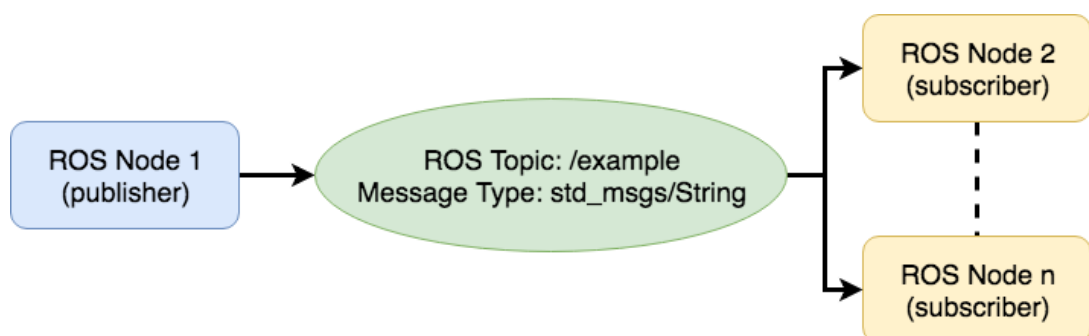 ROS Node 1
(publisher)
ROS Topic: /example
Message Type: std_msgs/String
ROS Node 2
(subscriber)
ROS Node n
(subscriber)